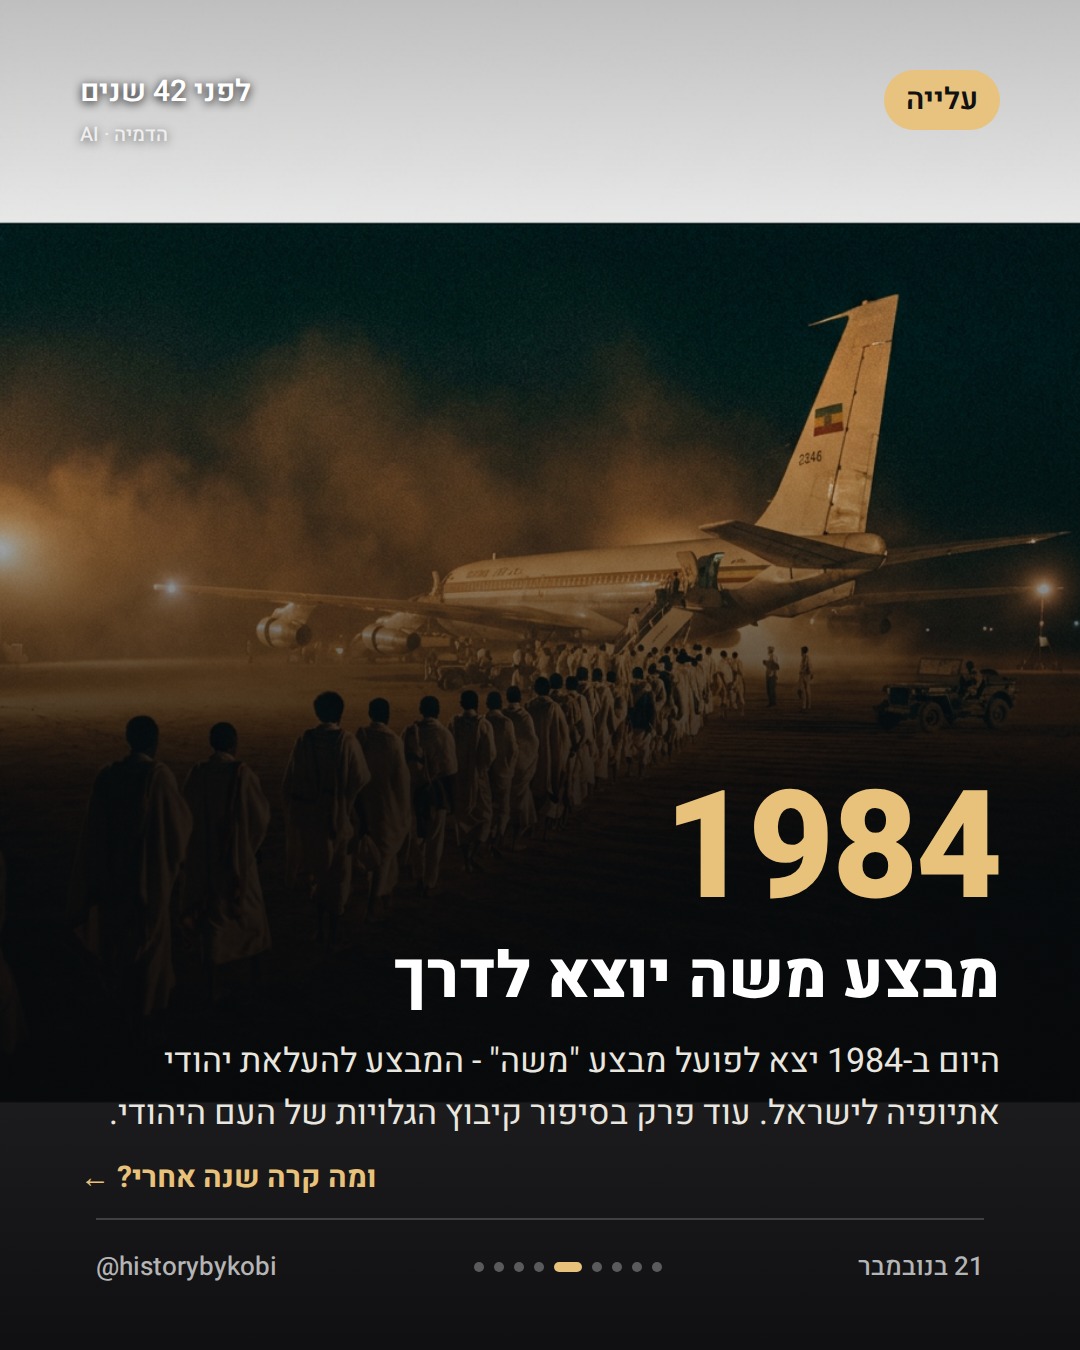 עלייה
לפני 42 שנים
הדמיה · AI
2346
1984
מבצע משה יוצא לדרך
היום ב-1984 יצא לפועל מבצע "משה" - המבצע להעלאת יהודי
אתיופיה לישראל. עוד פרק בסיפור קיבוץ הגלויות של העם היהודי.
ומה קרה שנה אחרי? ←
21 בנובמבר
@historybykobi